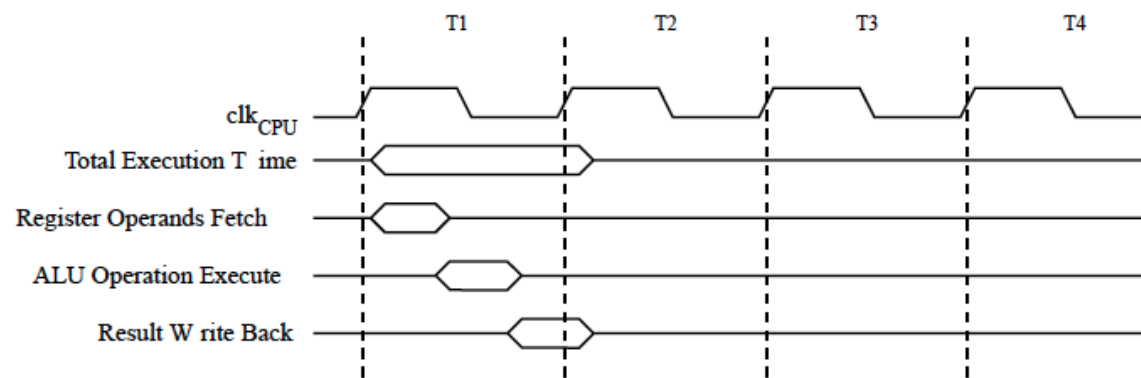 T1 T2 T3 T4
clkCPU
Total Execution T ime
Register Operands Fetch
ALU Operation Execute
Result W rite Back